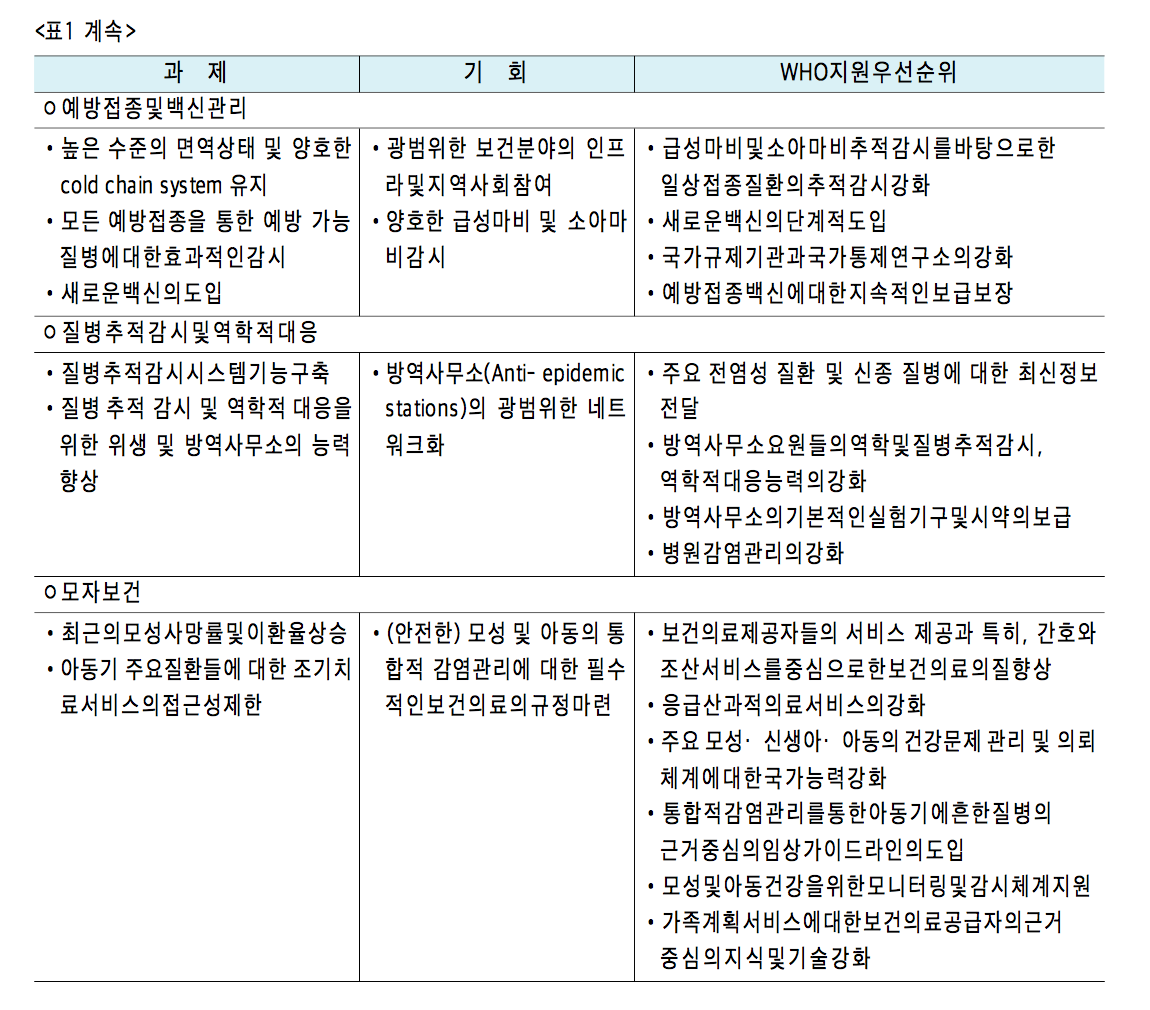 <표1 계속>
과 제
기 회
WHO지원우선순위
ㅇ예방접종및백신관리
• 높은 수준의 면역상태 및 양호한
cold chain system 유지
• 모든 예방접종을 통한 예방 가능
질병에대한효과적인감시
• 새로운백신의도입
• 광범위한 보건분야의 인프
라및지역사회참여
• 양호한 급성마비 및 소아마
비감시
• 급성마비및소아마비추적감시를바탕으로한
일상접종질환의추적감시강화
• 새로운백신의단계적도입
• 국가규제기관과국가통제연구소의강화
• 예방접종백신에대한지속적인보급보장
ㅇ질병추적감시및역학적대응
• 질병추적감시시스템기능구축
• 질병 추적 감시 및 역학적 대응을
위한 위생 및 방역사무소의 능력
향상
• 방역사무소(Anti- epidemic
stations)의 광범위한 네트
워크화
• 주요 전염성 질환 및 신종 질병에 대한 최신정보
전달
• 방역사무소요원들의역학및질병추적감시,
역학적대응능력의강화
• 방역사무소의기본적인실험기구및시약의보급
• 병원감염관리의강화
ㅇ모자보건
• 최근의모성사망률및이환율상승
• 아동기 주요질환들에 대한 조기치
료서비스의접근성제한
• (안전한) 모성 및 아동의 통
합적 감염관리에 대한 필수
적인보건의료의규정마련
• 보건의료제공자들의 서비스 제공과 특히, 간호와
조산서비스를중심으로한보건의료의질향상
• 응급산과적의료서비스의강화
• 주요 모성· 신생아· 아동의 건강문제 관리 및 의뢰
체계에대한국가능력강화
• 통합적감염관리를통한아동기에흔한질병의
근거중심의임상가이드라인의도입
• 모성및아동건강을위한모니터링및감시체계지원
• 가족계획서비스에대한보건의료공급자의근거
중심의지식및기술강화